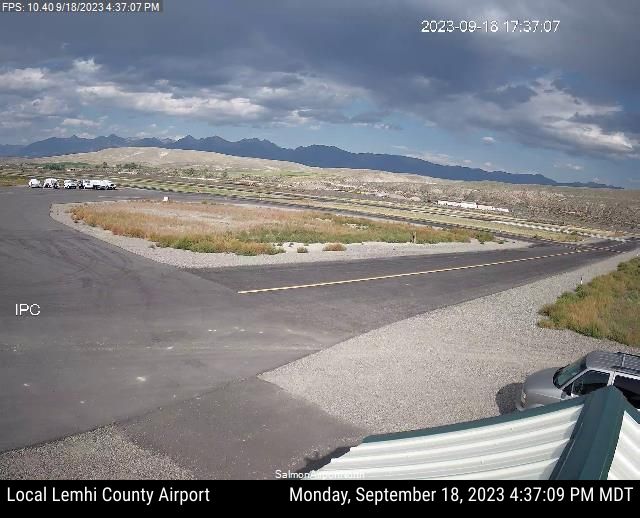 FPS: 10.40 9/18/2023 4:37:07 PM
2023-09-18 17:37:07
IPC
Local Lemhi County Airport
Monday, September 18, 2023 4:37:09 PM MDT